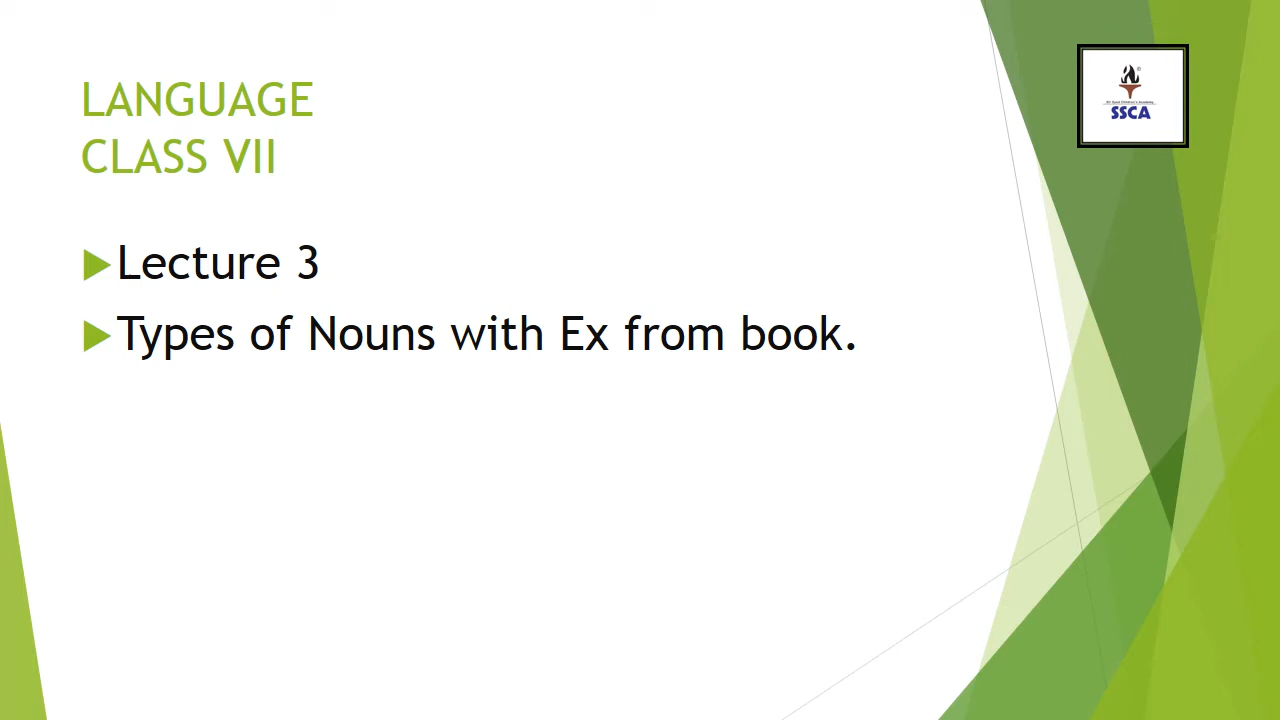 LANGUAGE
CLASS VII
Lecture 3
Types of Nouns with Ex from book.
SSCA